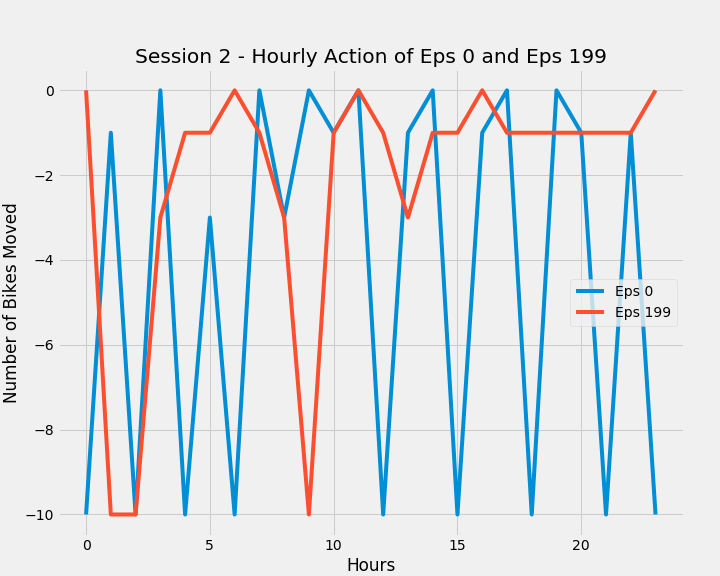 Session 2 - Hourly Action of Eps 0 and Eps 199
Number of Bikes Moved
0
−2
−4
−6
−8
−10
Eps 0
Eps 199
0 5 10 15 20
Hours